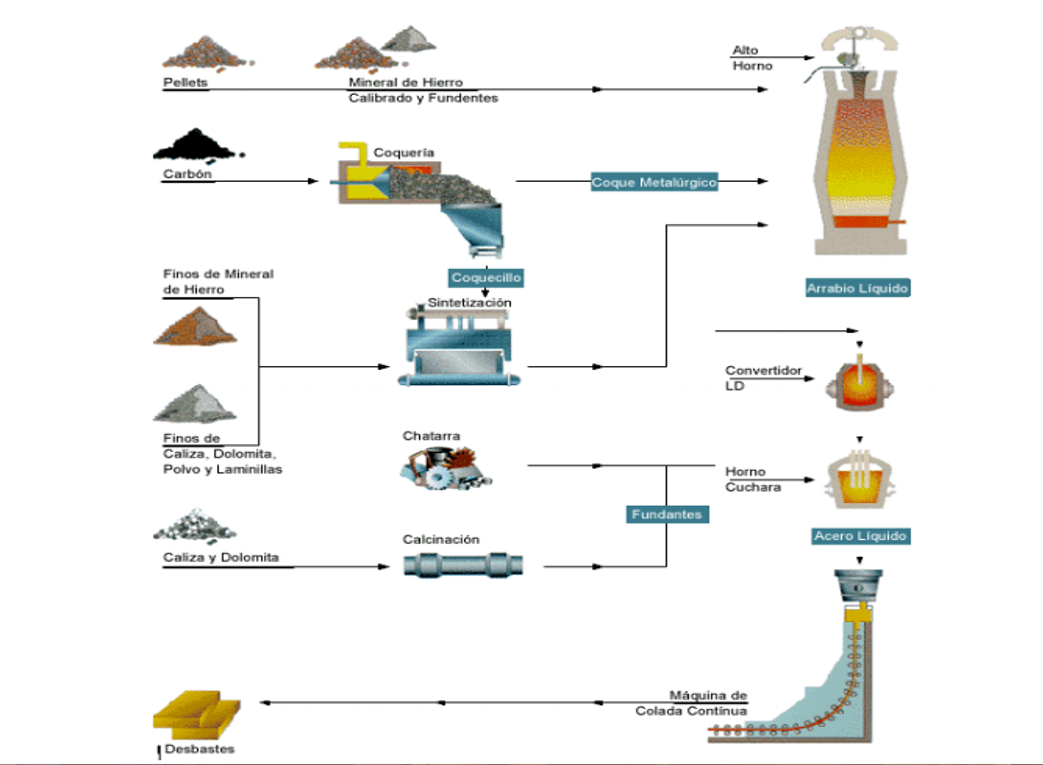 Alto
Horno
Pellets
Mineral de Hierro
Calibrado y Fundentes
Coquería
Carbón
Coque Metalúrgico
Finos de Mineral
de Hierro
Coquecillo
Sintetización
Arrabio Líquido
Convertidor
LD
Finos de
Caliza, Dolomita,
Polvo y Laminillas
Chatarra
Horno
Cuchara
Fundantes
Acero Líquido
Calcinación
Caliza y Dolomita
Máquina de
Colada Contínua
Desbastes